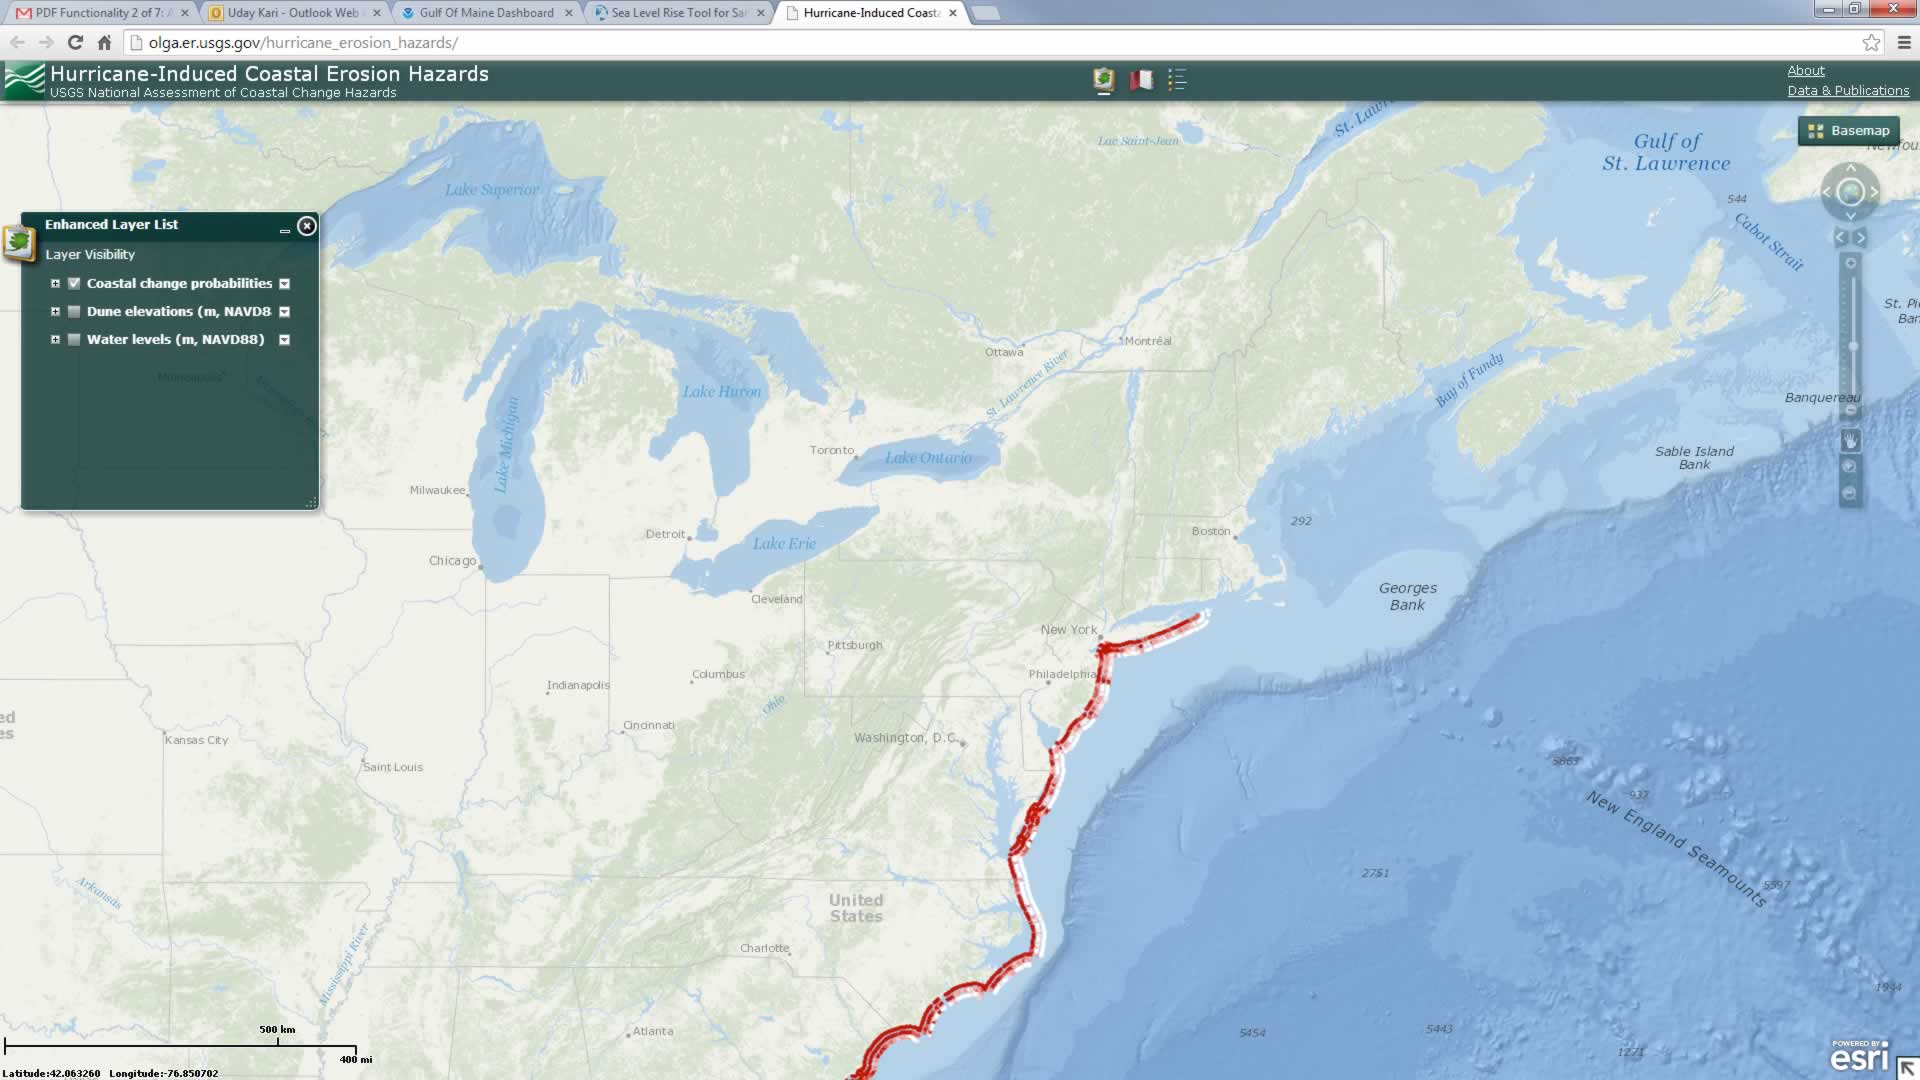 PDF Functionality 2 of 7: A
Uday Kari - Outlook Web
Gulf Of Maine Dashboard
Sea Level Rise Tool for Sa
Hurricane-Induced Coasta
olga.er.usgs.gov/hurricane_erosion_hazards/
Hurricane-Induced Coastal Erosion Hazards
USGS National Assessment of Coastal Change Hazards
About
Data & Publications
Basemap
Enhanced Layer List
Layer Visibility
Coastal change probabilities
Dune elevations (m, NAVD8
Water levels (m, NAVD88)
St. Lawr
Lac Saint-Jean
Gulf of
St. Lawrence
Newfou
Lake Superior
544
Cabot Strait
St. Pi
Ban
Montréal
Ottawa
St. Lawrence River
Bay of Fundy
Minneapolis
Lake Huron
Lake Michigan
Banquereau
Toronto
Lake Ontario
Sable Island
Bank
Milwaukee
292
Boston
Detroit
Lake Erie
Chicago
Georges
Bank
Cleveland
New York
Pittsburgh
Philadelphia
Columbus
Indianapolis
Ohio
ed
es
Cincinnati
Washington, D.C.
Kansas City
Saint Louis
5863
937
New England Seamounts
5597
2751
Arkansas
United
States
Charlotte
Mississippi River
1944
Atlanta
5454
5443
1271
500 km
400 mi
POWERED BY
esri
Latitude:42.063260 Longitude:-76.850702